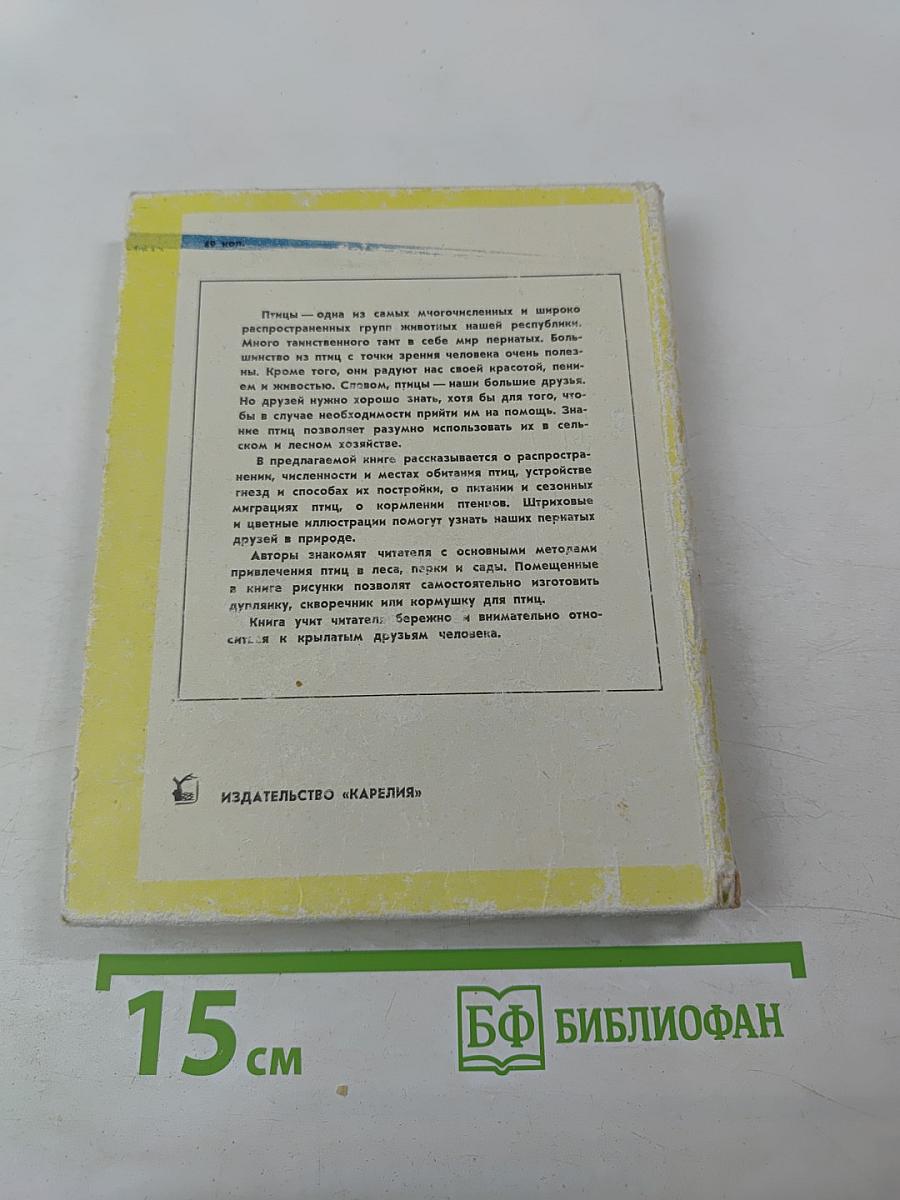 коп.
Птицы — одна из самых многочисленных и широко
распространенных групп животных нашей республики.
Много таинственного таит в себе мир пернатых. Боль-
шинство из птиц с точки зрения человека очень полез-
ны. Кроме того, они радуют нас своей красотой, пени-
ем и живостью. Словом, птицы — наши большие друзья.
Но друзей нужно хорошо знать, хотя бы для того, что-
бы в случае необходимости прийти им на помощь. Зна-
ние птиц позволяет разумно использовать их в сель-
ском и лесном хозяйстве.
В предлагаемой книге рассказывается о распростра-
нении, численности и местах обитания птиц, устройстве
гнезд и способах их постройки, о питании и сезонных
миграциях птиц, о кормлении птенцов. Штриховые
и цветные иллюстрации помогут узнать наших пернатых
друзей в природе.
Авторы знакомят читателя с основными методами
привлечения птиц в леса, парки и сады. Помещенные
в книге рисунки позволят самостоятельно изготовить
дуплянку, скворечник или кормушку для птиц.
Книга учит читателя бережно и внимательно отно-
ситься к крылатым друзьям человека.
ИЗДАТЕЛЬСТВО «КАРЕЛИЯ»
15 см
БФ БИБЛИОФАН